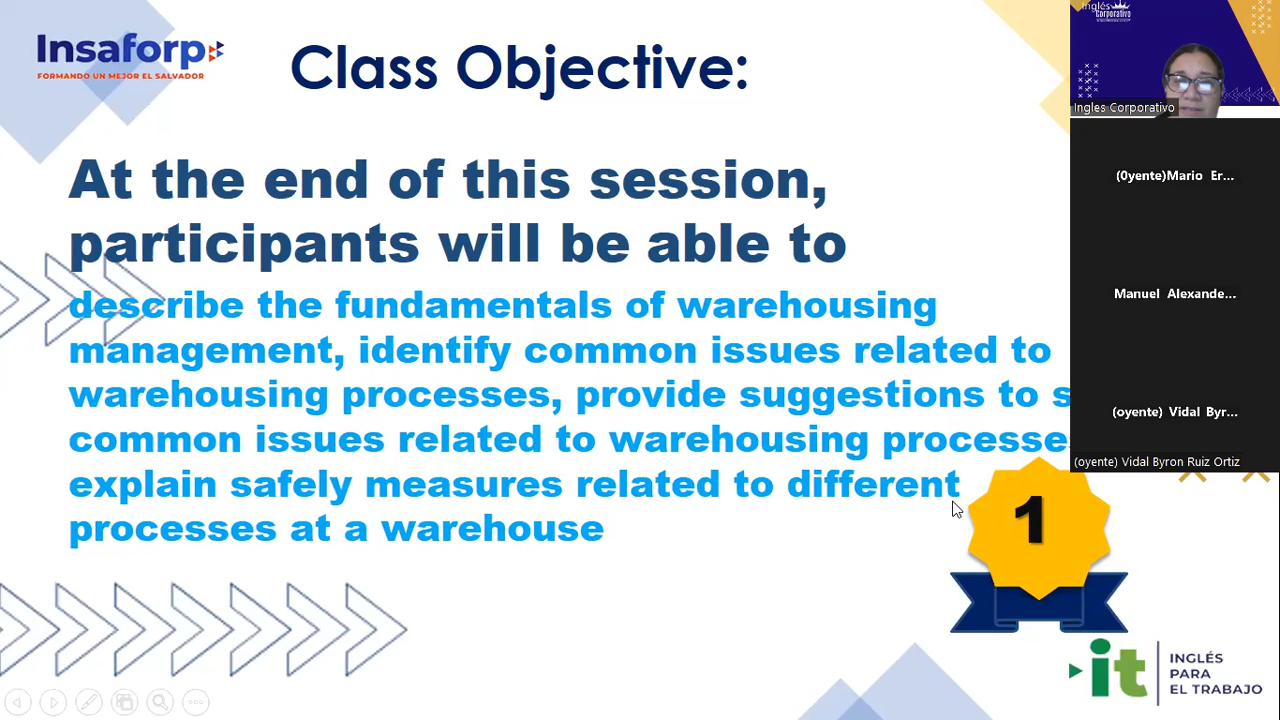 Insaforp
FORMANDO UN MEJOR EL SALVADOR
Class Objective:
At the end of this session,
participants will be able to
describe the fundamentals of warehousing
management, identify common issues related to
warehousing processes, provide suggestions to s
common issues related to warehousing processe
explain safely measures related to different
processes at a warehouse
1
it
INGLÉS
PARA
EL TRABAJO
Inglés
corporativo
Ingles Corporativo
(0yente)Mario Er...
Manuel Alexande...
(oyente) Vidal Byr...
(oyente) Vidal Byron Ruiz Ortiz